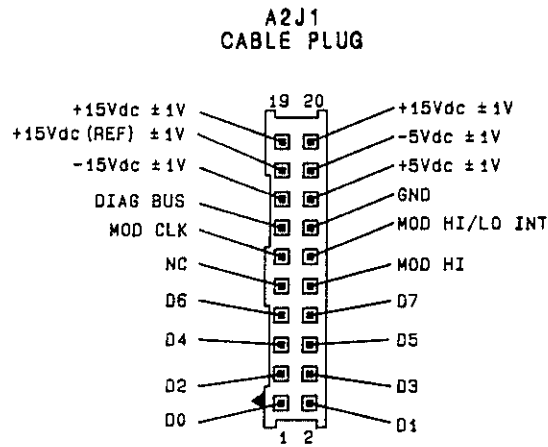 A2J1
CABLE PLUG
19 20
+15Vdc ±1V
+15Vdc ±1V
+15Vdc (REF) ±1V
-5Vdc ±1V
-15Vdc ±1V
+5Vdc ±1V
DIAG BUS
GND
MOD CLK
MOD HI/LO INT
NC
MOD HI
D6
D7
D4
D5
D2
D3
D0
D1
1 2